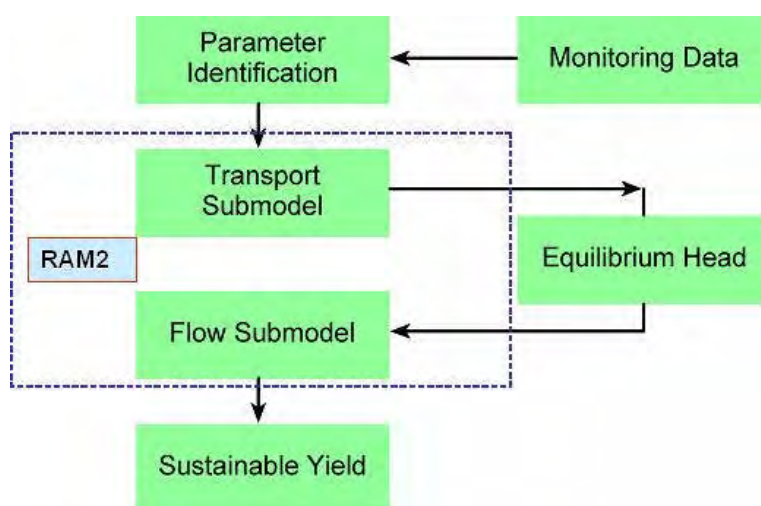 Parameter
Identification
Monitoring Data
Transport
Submodel
RAM2
Equilibrium Head
Flow Submodel
Sustainable Yield